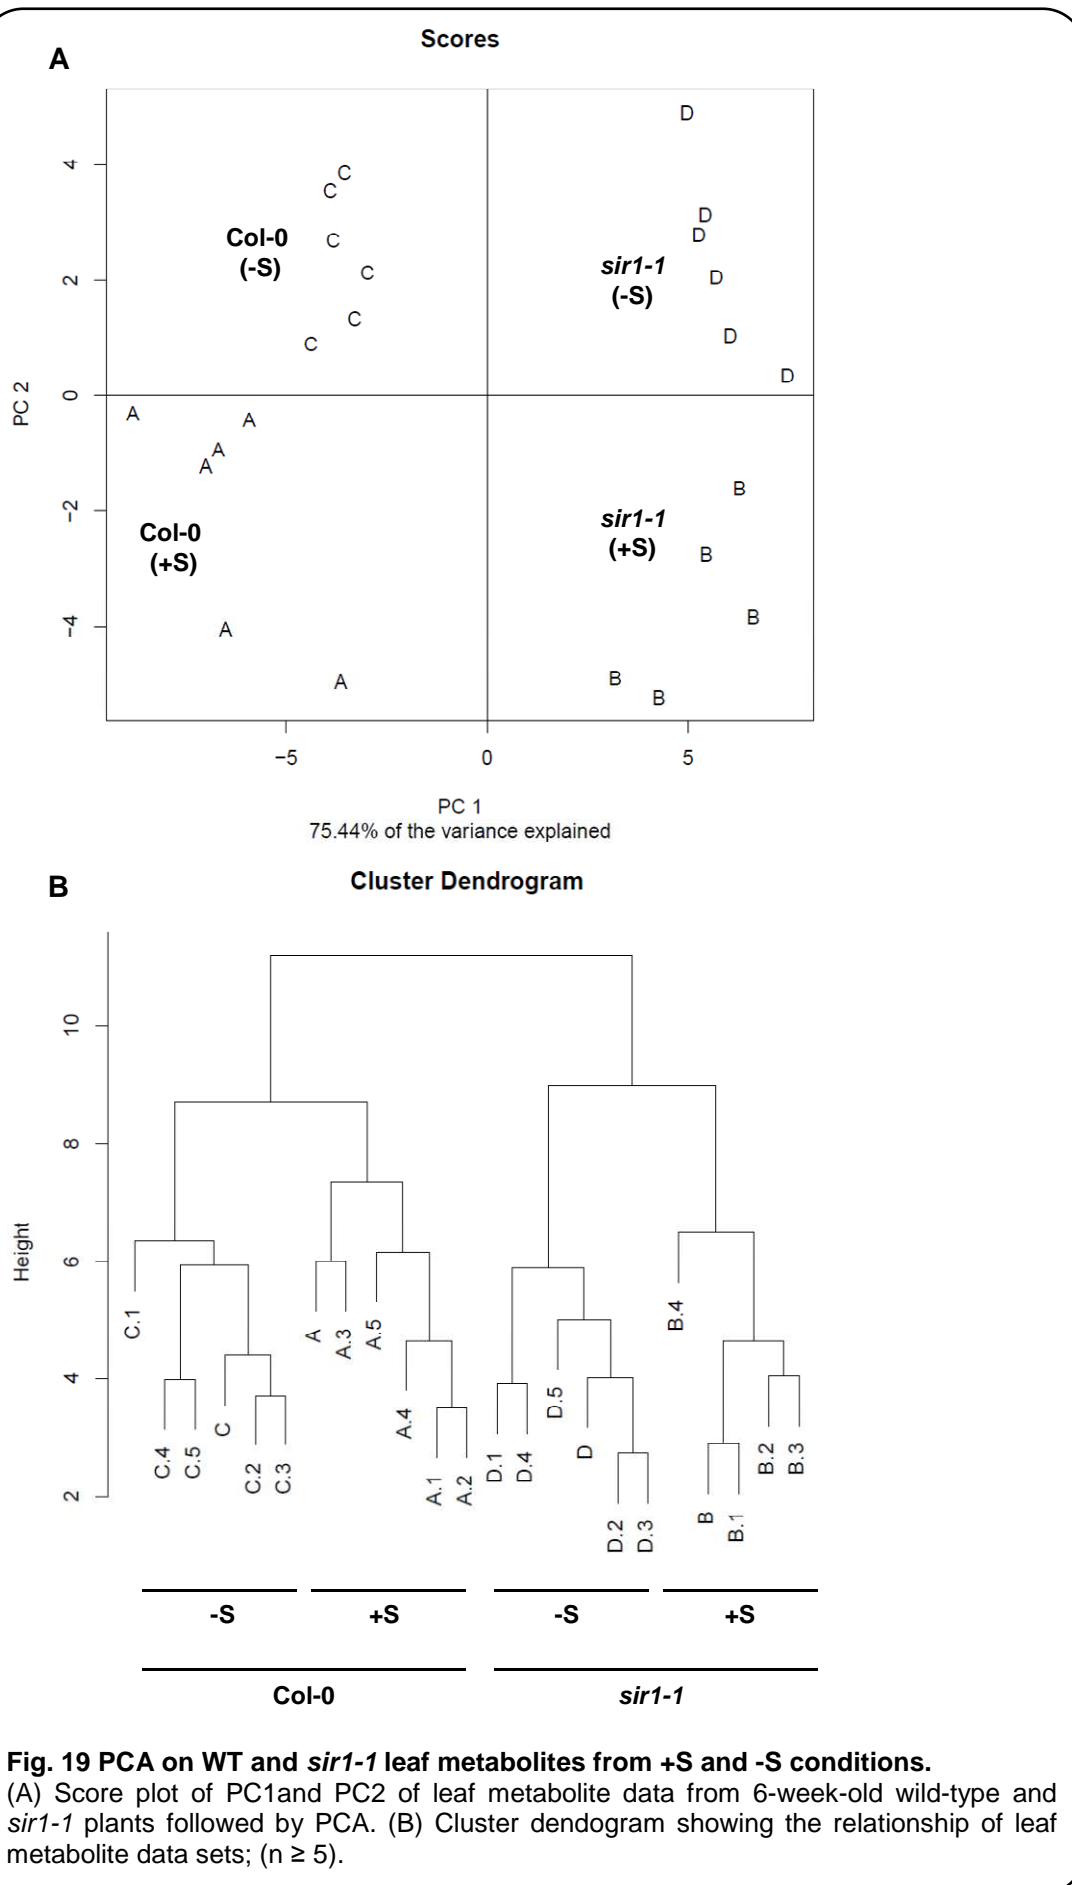 A
Scores
D
4
C
C
D
D
Col-0
(-S)
C
sir1-1
(-S)
2
C
D
C
D
C
D
PC 2
0
A
A
A
A
B
-2
Col-0
(+S)
sir1-1
(+S)
B
-4
A
B
A
B
B
-5
0
5
PC 1
75.44% of the variance explained
B
Cluster Dendrogram
Height
10
8
6
4
2
C.1
C.4
C.5
C
C.2
C.3
A
A.3
A.5
A.4
A.1
A.2
D.1
D.4
D.5
D
D.2
D.3
B.4
B
B.1
B.2
B.3
-S
+S
-S
+S
Col-0
sir1-1
Fig. 19 PCA on WT and sir1-1 leaf metabolites from +S and -S conditions.
(A) Score plot of PC1and PC2 of leaf metabolite data from 6-week-old wild-type and
sir1-1 plants followed by PCA. (B) Cluster dendogram showing the relationship of leaf
metabolite data sets; (n ≥ 5).